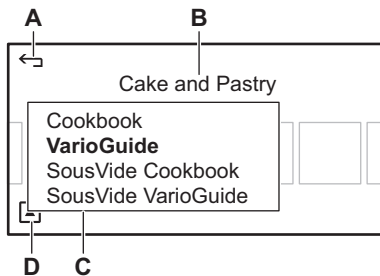 A
B
Cake and Pastry
Cookbook
VarioGuide
SousVide Cookbook
SousVide VarioGuide
D
C